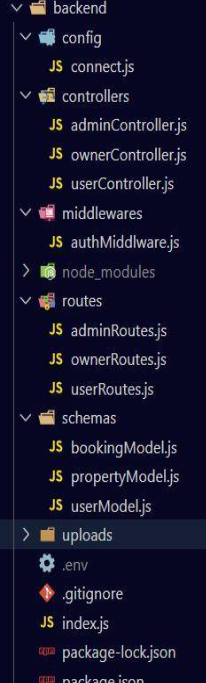 backend
config
JS connect.js
controllers
JS adminController.js
JS ownerController.js
JS userController.js
middlewares
JS authMiddlware.js
node_modules
routes
JS adminRoutes.js
JS ownerRoutes.js
JS userRoutes.js
schemas
JS bookingModel.js
JS propertyModel.js
JS userModel.js
uploads
.env
.gitignore
JS index.js
package-lock.json
package.json